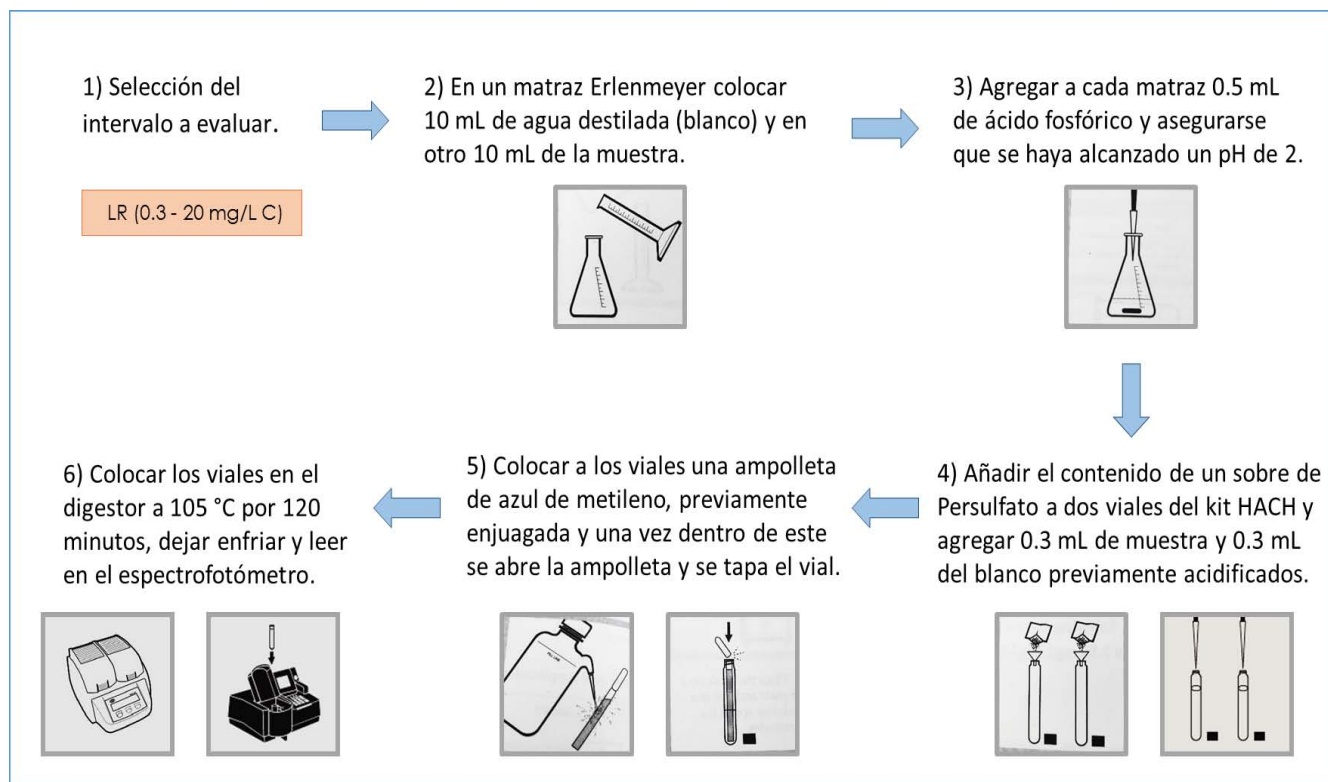 1) Selección del
intervalo a evaluar.
LR (0.3 - 20 mg/L C)
2) En un matraz Erlenmeyer colocar
10 mL de agua destilada (blanco) y en
otro 10 mL de la muestra.
3) Agregar a cada matraz 0.5 mL
de ácido fosfórico y asegurarse
que se haya alcanzado un pH de 2.
4) Añadir el contenido de un sobre de
Persulfato a dos viales del kit HACH y
agregar 0.3 mL de muestra y 0.3 mL
del blanco previamente acidificados.
5) Colocar a los viales una ampolleta
de azul de metileno, previamente
enjuagada y una vez dentro de este
se abre la ampolleta y se tapa el vial.
6) Colocar los viales en el
digestor a 105 °C por 120
minutos, dejar enfriar y leer
en el espectrofotómetro.